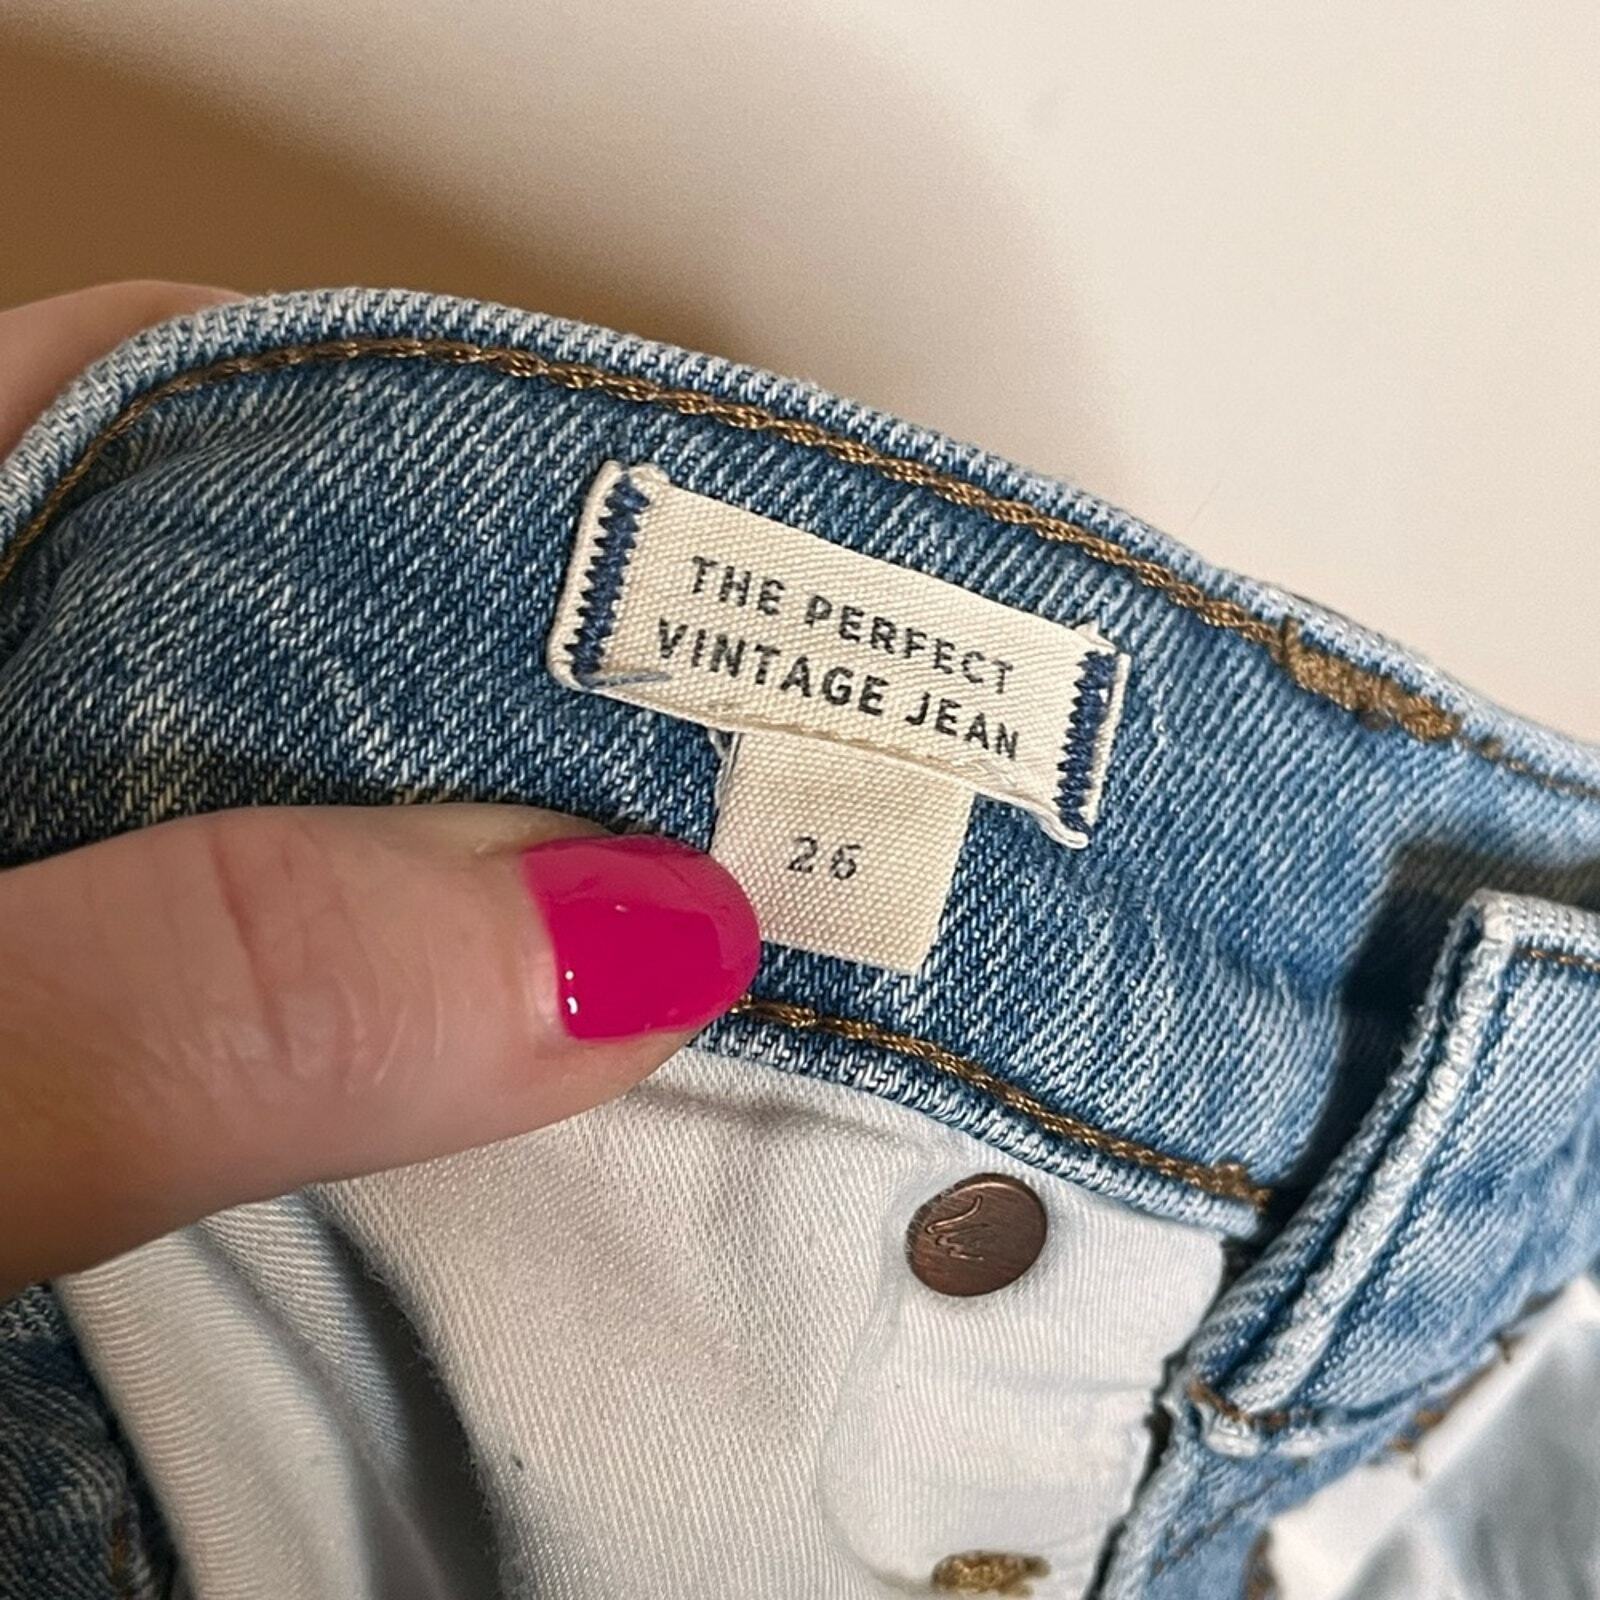 THE PERFECT
VINTAGE JEAN
26